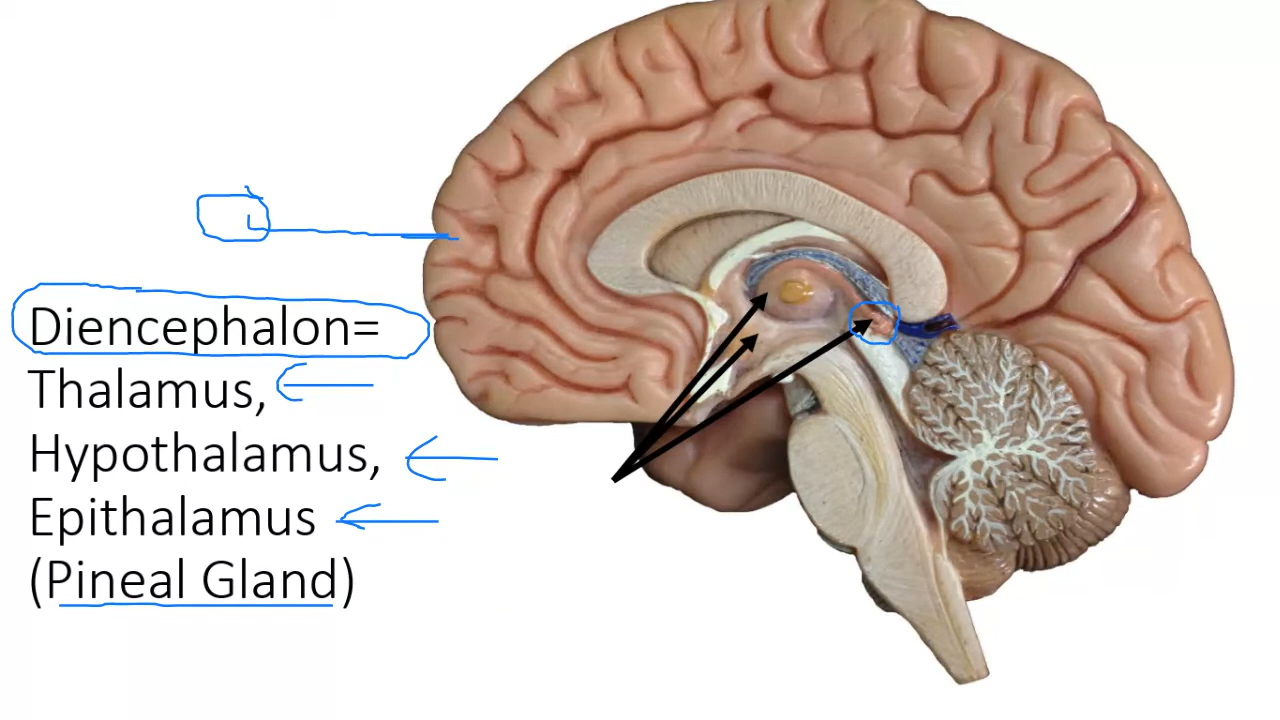 Diencephalon=
Thalamus,
Hypothalamus,
Epithalamus
(Pineal Gland)